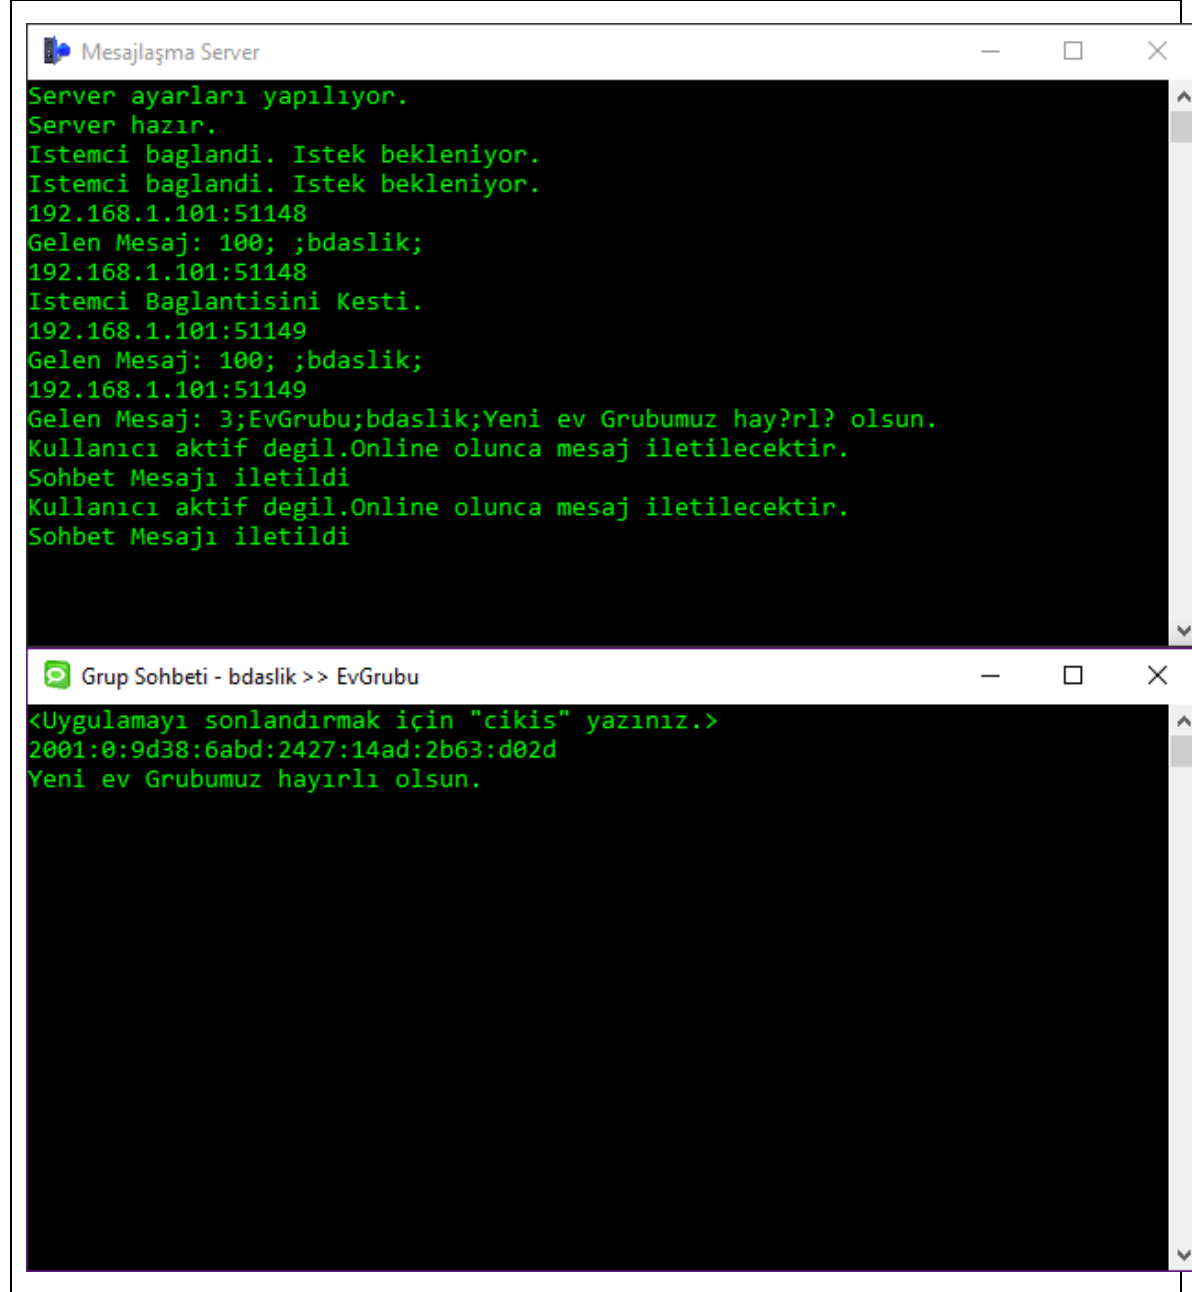 Mesajlaşma Server
Server ayarları yapılıyor.
Server hazır.
Istemci baglandi. Istek bekleniyor.
Istemci baglandi. Istek bekleniyor.
192.168.1.101:51148
Gelen Mesaj: 100; ;bdaslik;
192.168.1.101:51148
Istemci Baglantisini Kesti.
192.168.1.101:51149
Gelen Mesaj: 100; ;bdaslik;
192.168.1.101:51149
Gelen Mesaj: 3;EvGrubu;bdaslik;Yeni ev Grubumuz hay?rl? olsun.
Kullanıcı aktif degil.Online olunca mesaj iletilecektir.
Sohbet Mesajı iletildi
Kullanıcı aktif degil.Online olunca mesaj iletilecektir.
Sohbet Mesajı iletildi
Grup Sohbeti - bdaslik >> EvGrubu
<Uygulamayı sonlandırmak için "cikis" yazınız.>
2001:0:9d38:6abd:2427:14ad:2b63:d02d
Yeni ev Grubumuz hayırlı olsun.